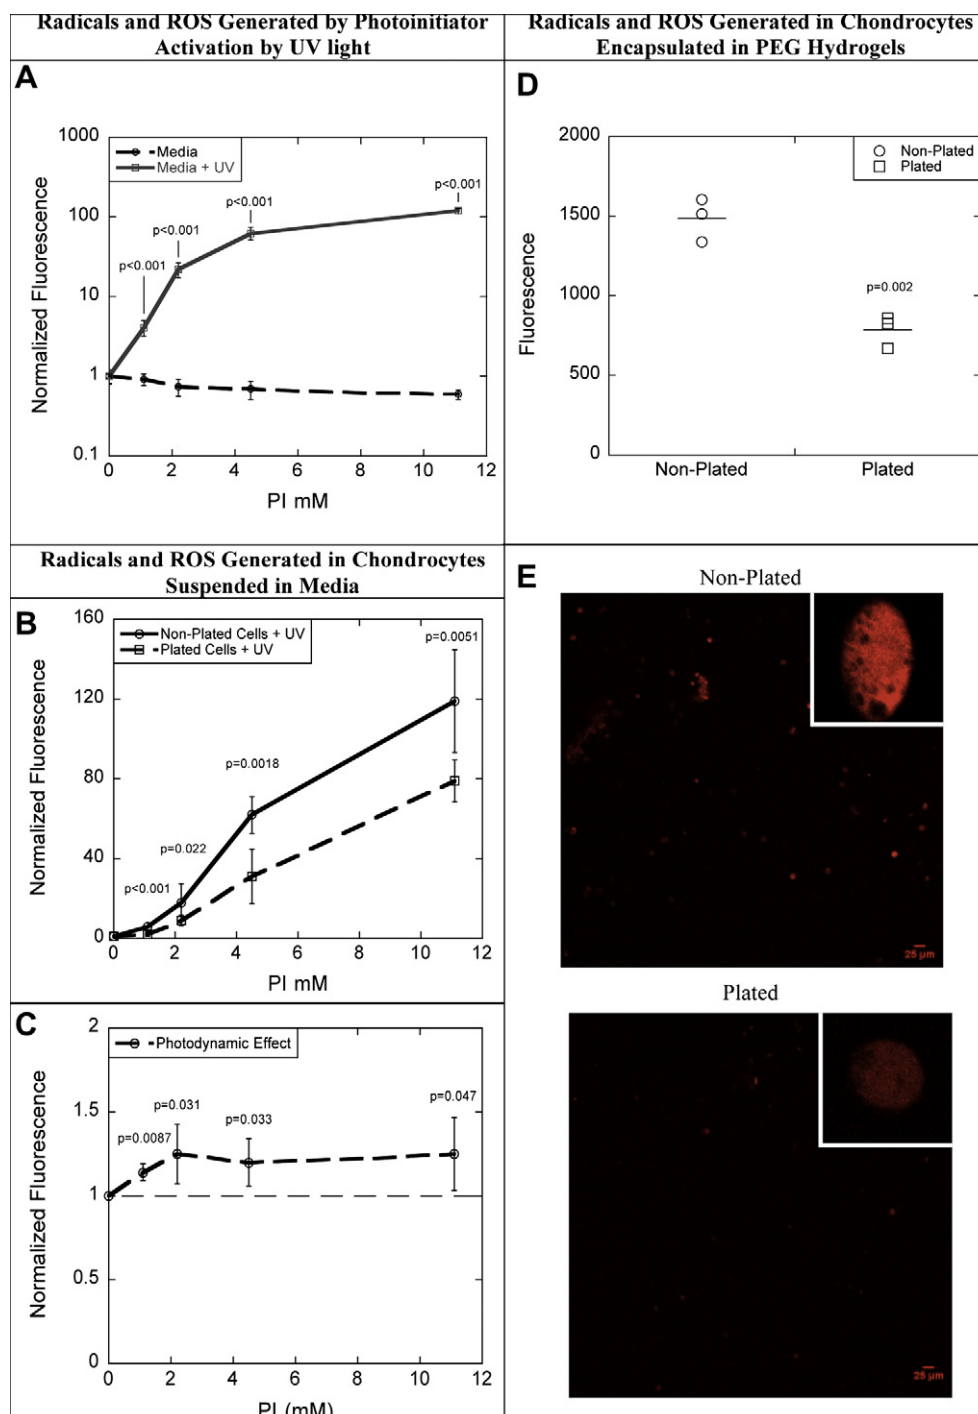 Radicals and ROS Generated by Photoinitiator
Activation by UV light
A
1000
100
10
1
0.1
Normalized Fluorescence
Media
Media + UV
p<0.001
p<0.001
p<0.001
p<0.001
0 2 4 6 8 10 12
PI mM
Radicals and ROS Generated in Chondrocytes
Suspended in Media
B
160
120
80
40
0
Normalized Fluorescence
Non-Plated Cells + UV
Plated Cells + UV
p<0.001
p=0.022
p=0.0018
p=0.0051
0 2 4 6 8 10 12
PI mM
C
2
1.5
1
0.5
0
Normalized Fluorescence
Photodynamic Effect
p=0.0087
p=0.031
p=0.033
p=0.047
0 2 4 6 8 10 12
PI (mM)
Radicals and ROS Generated in Chondrocytes
Encapsulated in PEG Hydrogels
D
2000
1500
1000
500
0
Fluorescence
Non-Plated
Plated
p=0.002
Non-Plated Plated
E
Non-Plated
25 µm
Plated
25 µm